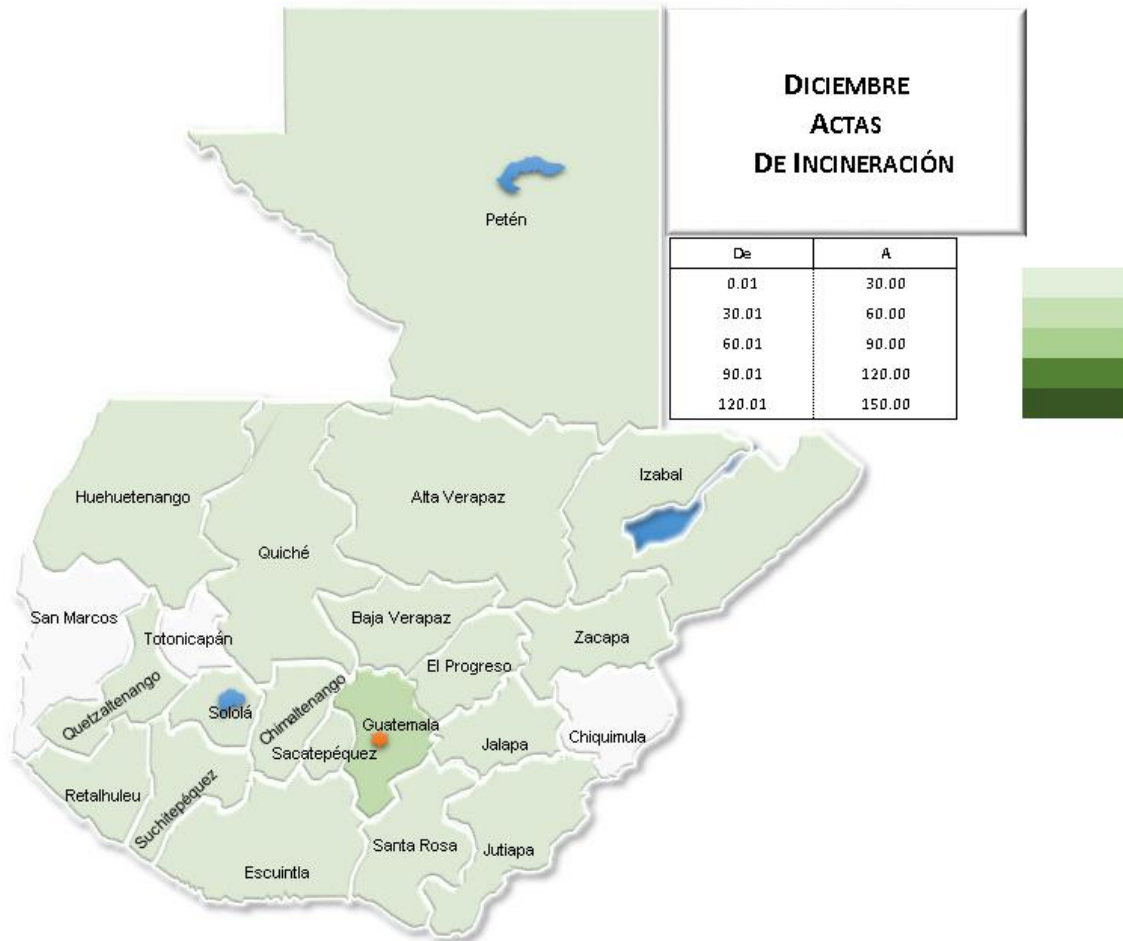 DICIEMBRE
ACTAS
DE INCINERACIÓN
De A
0.01 30.00
30.01 60.00
60.01 90.00
90.01 120.00
120.01 150.00
Petén
Izabal
Huehuetenango
Alta Verapaz
Quiché
San Marcos
Totonicapán
Baja Verapaz
Zacapa
El Progreso
Quetzaltenango
Sololá
Chimaltenango
Guatemala
Sacatepéquez
Jalapa
Chiquimula
Retalhuleu
Suchitepéquez
Escuintla
Santa Rosa
Jutiapa